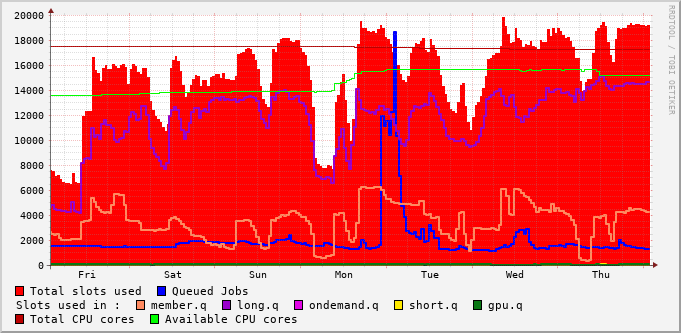 20000
18000
16000
14000
12000
10000
8000
6000
4000
2000
0
Fri Sat Sun Mon Tue Wed Thu
RRDTOOL / TOBI OETIKER
Total slots used Queued Jobs
Slots used in : member.q long.q ondemand.q short.q gpu.q
Total CPU cores Available CPU cores